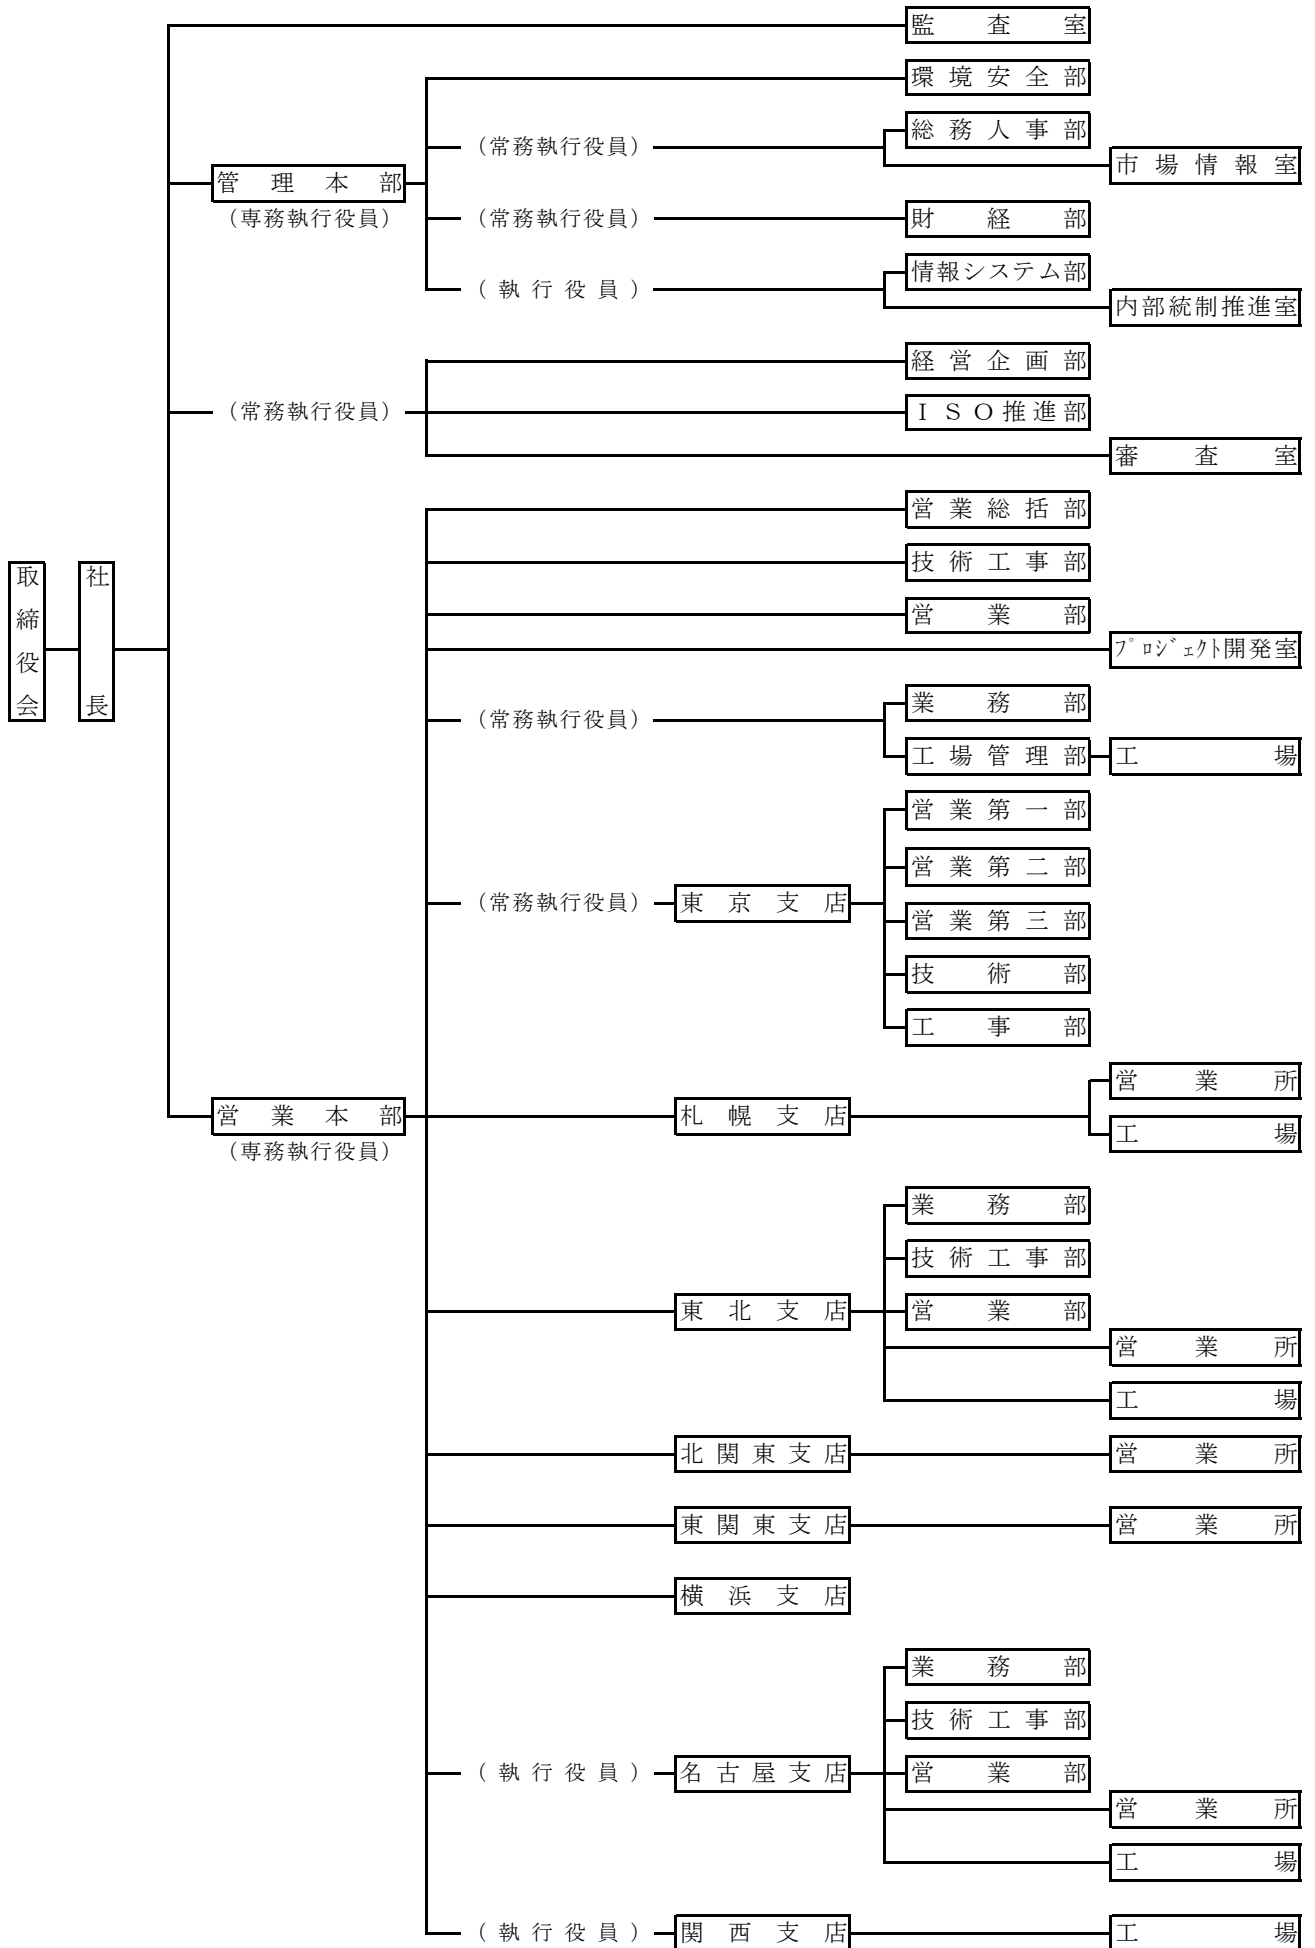 監査室
環境安全部
(常務執行役員)
総務人事部
市場情報室
管理本部
(専務執行役員)
(常務執行役員)
財経部
(執行役員)
情報システム部
内部統制推進室
(常務執行役員)
経営企画部
ＩＳＯ推進部
審査室
取締役会
社長
営業総括部
技術工事部
営業部
ﾌﾟﾛｼﾞｪｸﾄ開発室
(常務執行役員)
業務部
工場管理部
工場
(常務執行役員)
東京支店
営業第一部
営業第二部
営業第三部
技術部
工事部
営業本部
(専務執行役員)
札幌支店
営業所
工場
東北支店
業務部
技術工事部
営業部
営業所
工場
北関東支店
営業所
東関東支店
営業所
横浜支店
(執行役員)
名古屋支店
業務部
技術工事部
営業部
営業所
工場
(執行役員)
関西支店
工場